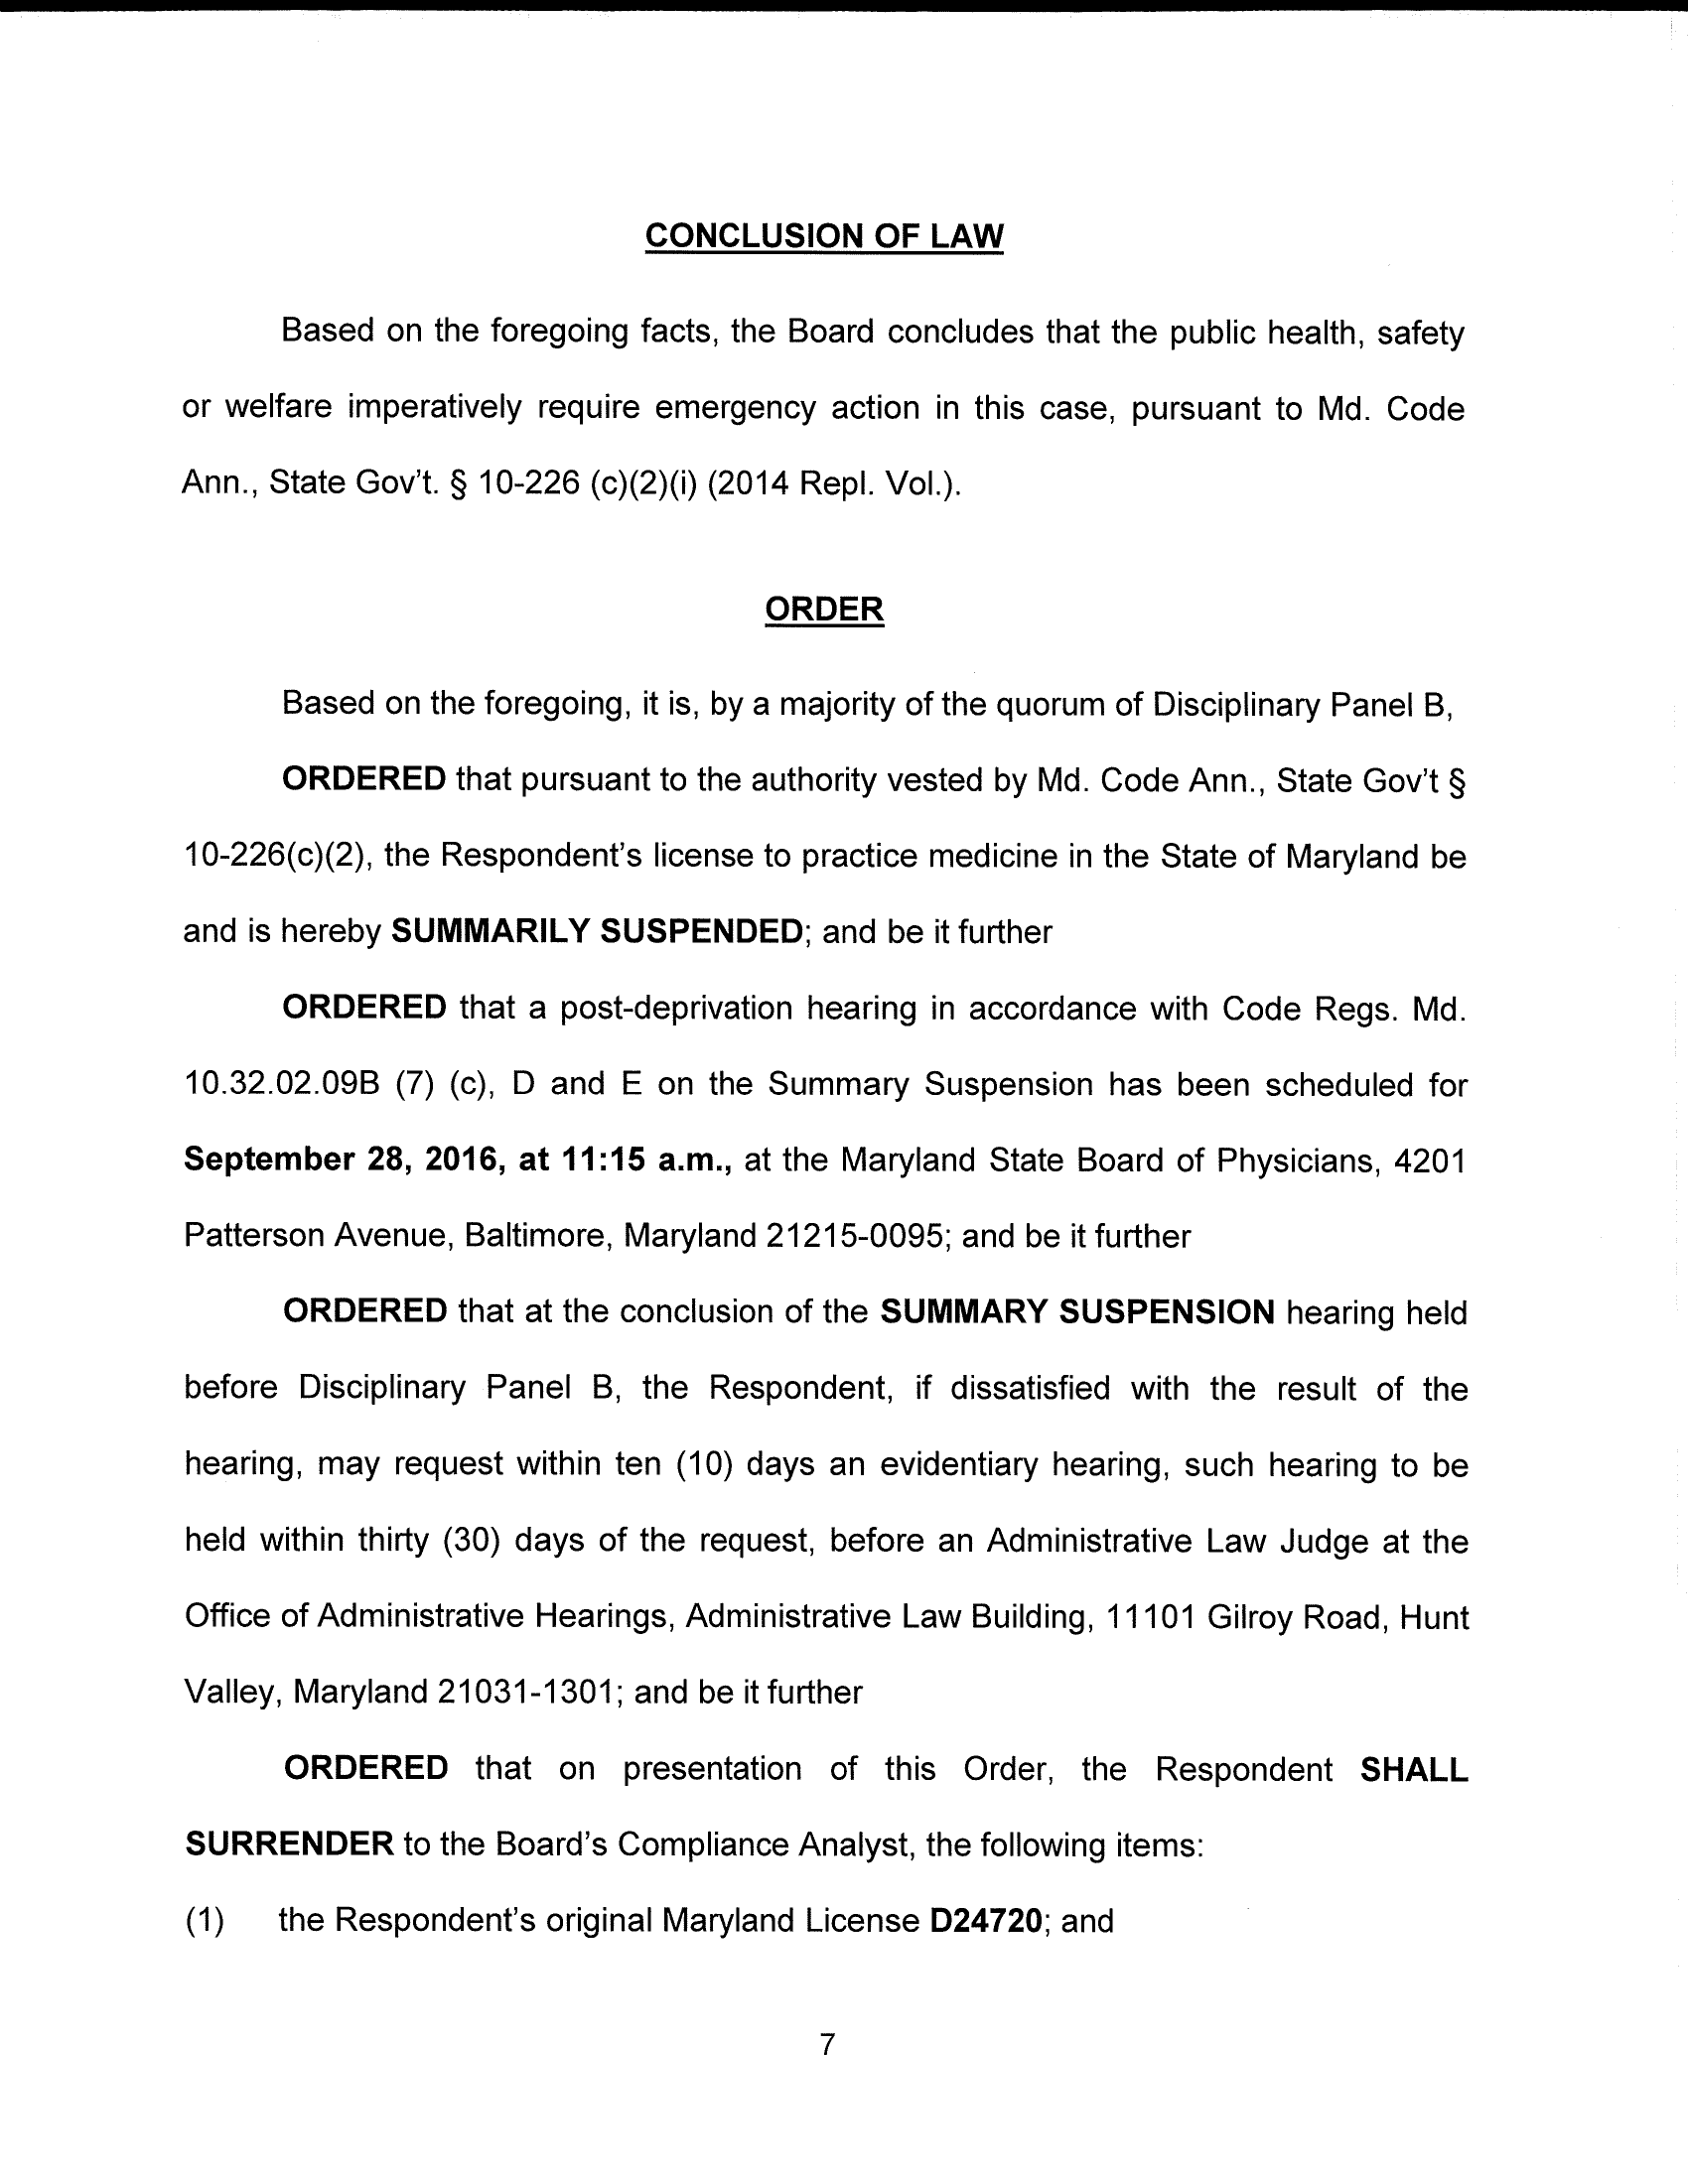 CONCLUSION OF LAW
Based on the foregoing facts, the Board concludes that the public health, safety
or welfare imperatively require emergency action in this case, pursuant to Md. Code
Ann., State Gov't. § 10-226 (c)(2)(i) (2014 Repl. Vol.).
ORDER
Based on the foregoing, it is, by a majority of the quorum of Disciplinary Panel B,
ORDERED that pursuant to the authority vested by Md. Code Ann., State Gov't §
10-226(c)(2), the Respondent's license to practice medicine in the State of Maryland be
and is hereby SUMMARILY SUSPENDED; and be it further
ORDERED that a post-deprivation hearing in accordance with Code Regs. Md.
10.32.02.09B (7) (c), D and E on the Summary Suspension has been scheduled for
September 28, 2016, at 11:15 a.m., at the Maryland State Board of Physicians, 4201
Patterson Avenue, Baltimore, Maryland 21215-0095; and be it further
ORDERED that at the conclusion of the SUMMARY SUSPENSION hearing held
before Disciplinary Panel B, the Respondent, if dissatisfied with the result of the
hearing, may request within ten (10) days an evidentiary hearing, such hearing to be
held within thirty (30) days of the request, before an Administrative Law Judge at the
Office of Administrative Hearings, Administrative Law Building, 11101 Gilroy Road, Hunt
Valley, Maryland 21031-1301; and be it further
ORDERED that on presentation of this Order, the Respondent SHALL
SURRENDER to the Board's Compliance Analyst, the following items:
(1) the Respondent's original Maryland License D24720; and
7